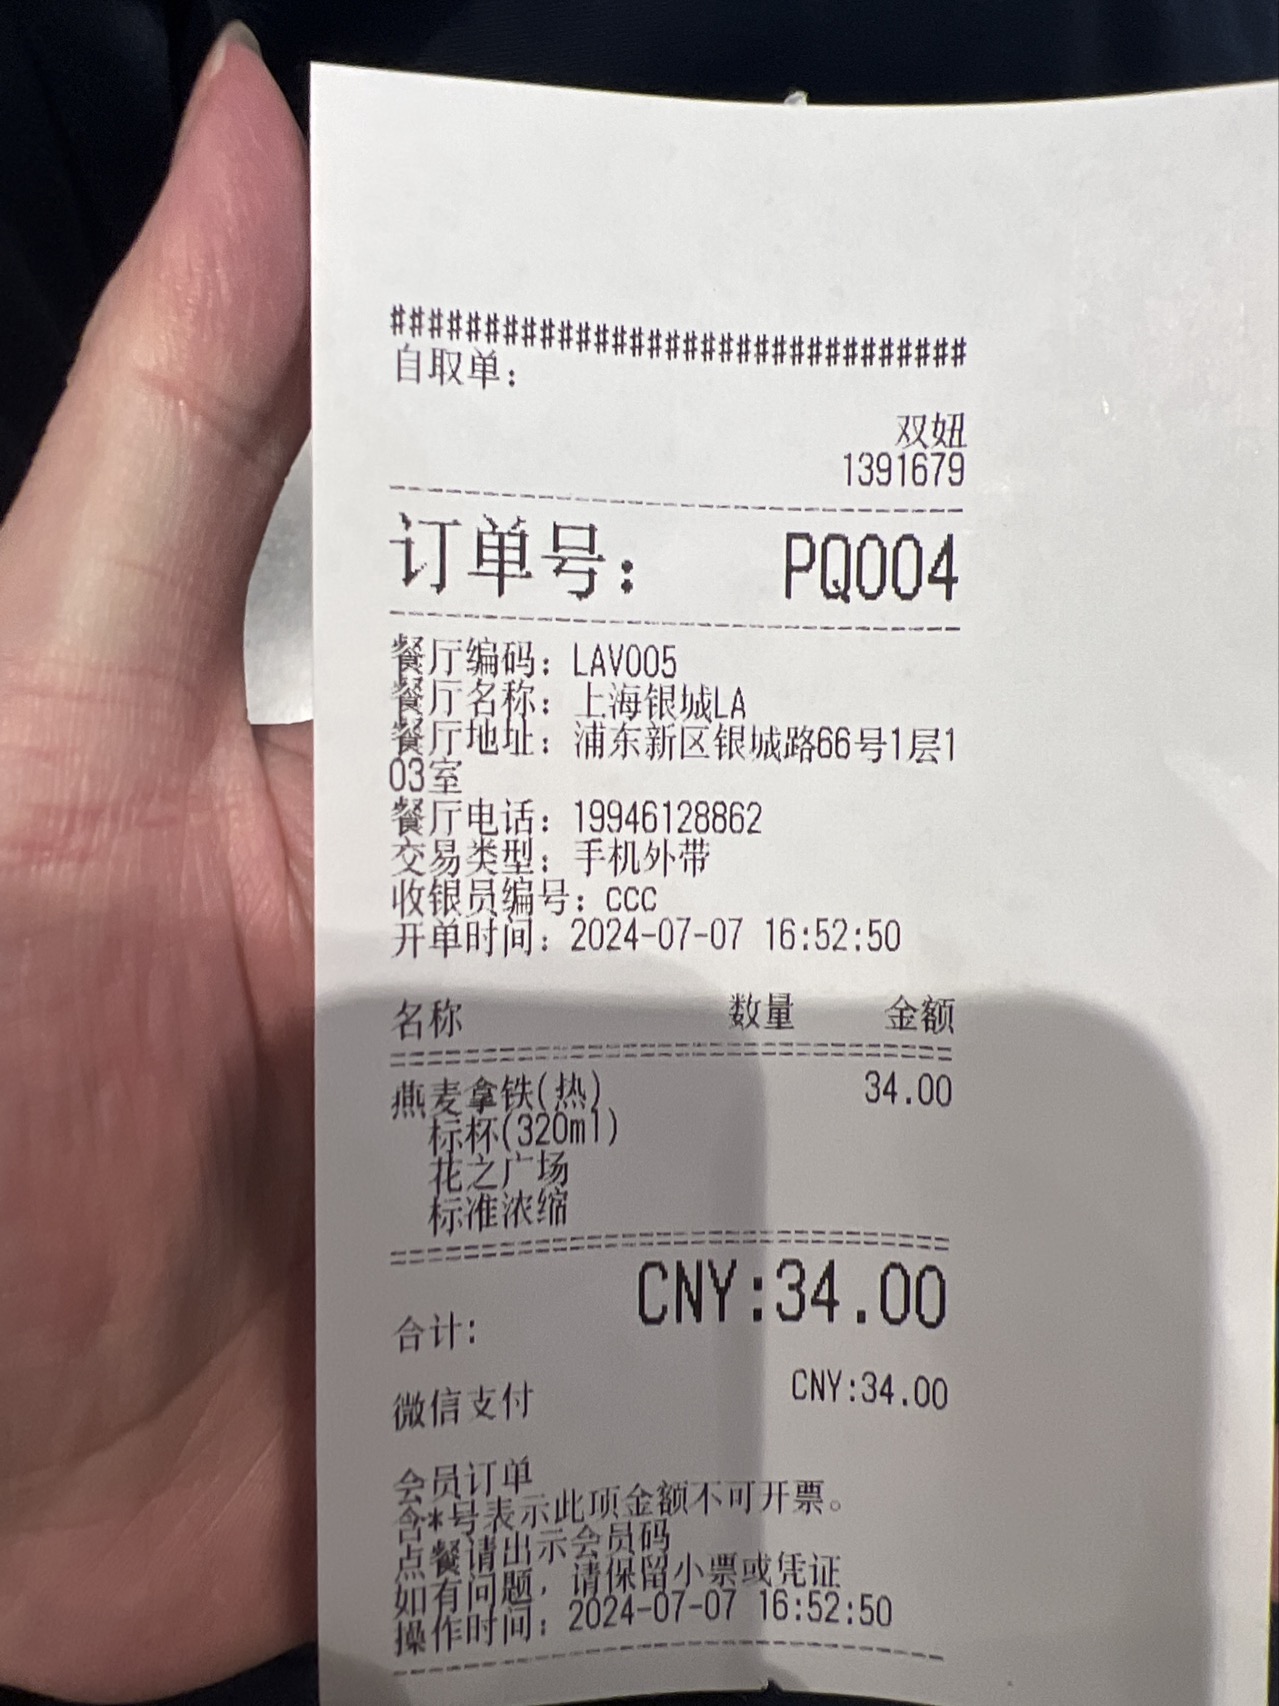 ################################
自取单：
双妞
1391679
订单号： PQ004
餐厅编码：LAV005
餐厅名称：上海银城LA
餐厅地址：浦东新区银城路66号1层1
03室
餐厅电话：19946128862
交易类型：手机外带
收银员编号：ccc
开单时间：2024-07-07 16:52:50
名称 数量 金额
燕麦拿铁(热) 34.00
标杯(320ml)
花之广场
标准浓缩
CNY:34.00
合计:
微信支付 CNY:34.00
会员订单
含*号表示此项金额不可开票。
点餐请出示会员码
如有问题，请保留小票或凭证
操作时间：2024-07-07 16:52:50